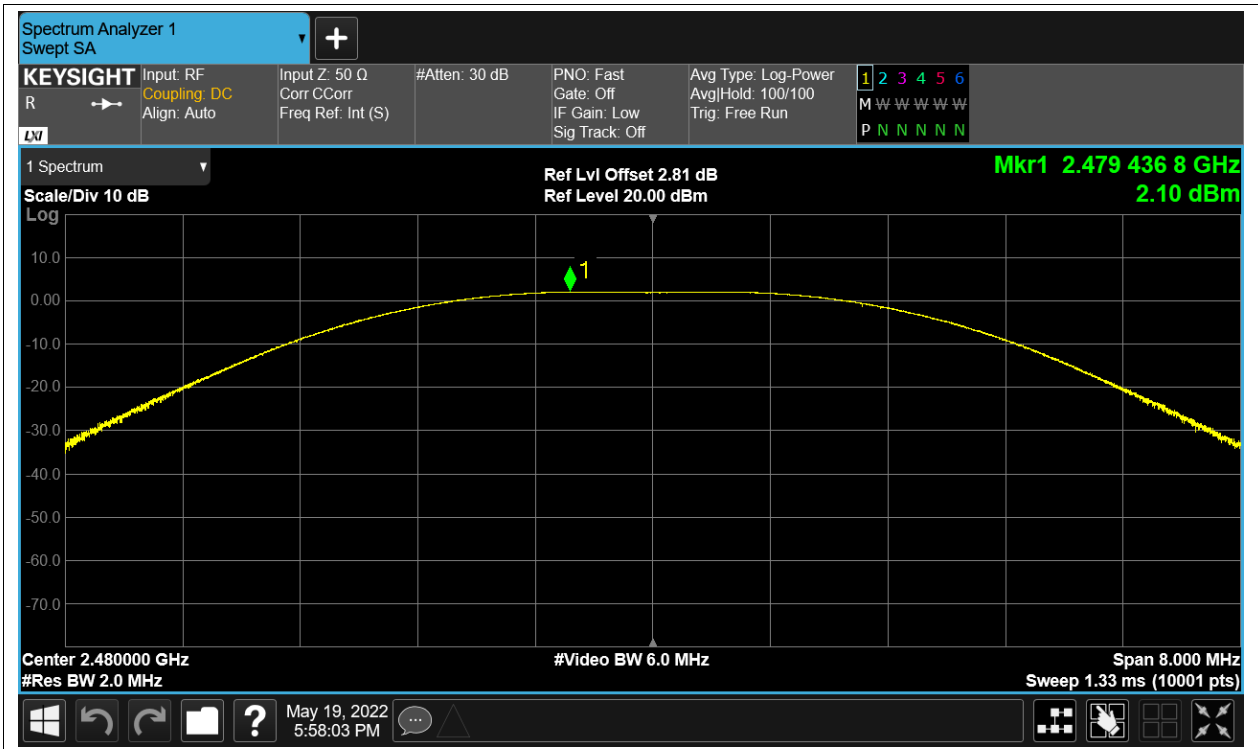 Spectrum Analyzer 1
Swept SA
KEYSIGHT
R
LXI
Input: RF
Coupling: DC
Align: Auto
Input Z: 50 Ω
Corr CCorr
Freq Ref: Int (S)
#Atten: 30 dB
PNO: Fast
Gate: Off
IF Gain: Low
Sig Track: Off
Avg Type: Log-Power
Avg|Hold: 100/100
Trig: Free Run
1 2 3 4 5 6
M W W W W W
P N N N N N
1 Spectrum
Scale/Div 10 dB
Log
Ref Lvl Offset 2.81 dB
Ref Level 20.00 dBm
Mkr1 2.479 436 8 GHz
2.10 dBm
1
10.0
0.00
-10.0
-20.0
-30.0
-40.0
-50.0
-60.0
-70.0
Center 2.480000 GHz
#Res BW 2.0 MHz
#Video BW 6.0 MHz
Span 8.000 MHz
Sweep 1.33 ms (10001 pts)
?
May 19, 2022
5:58:03 PM